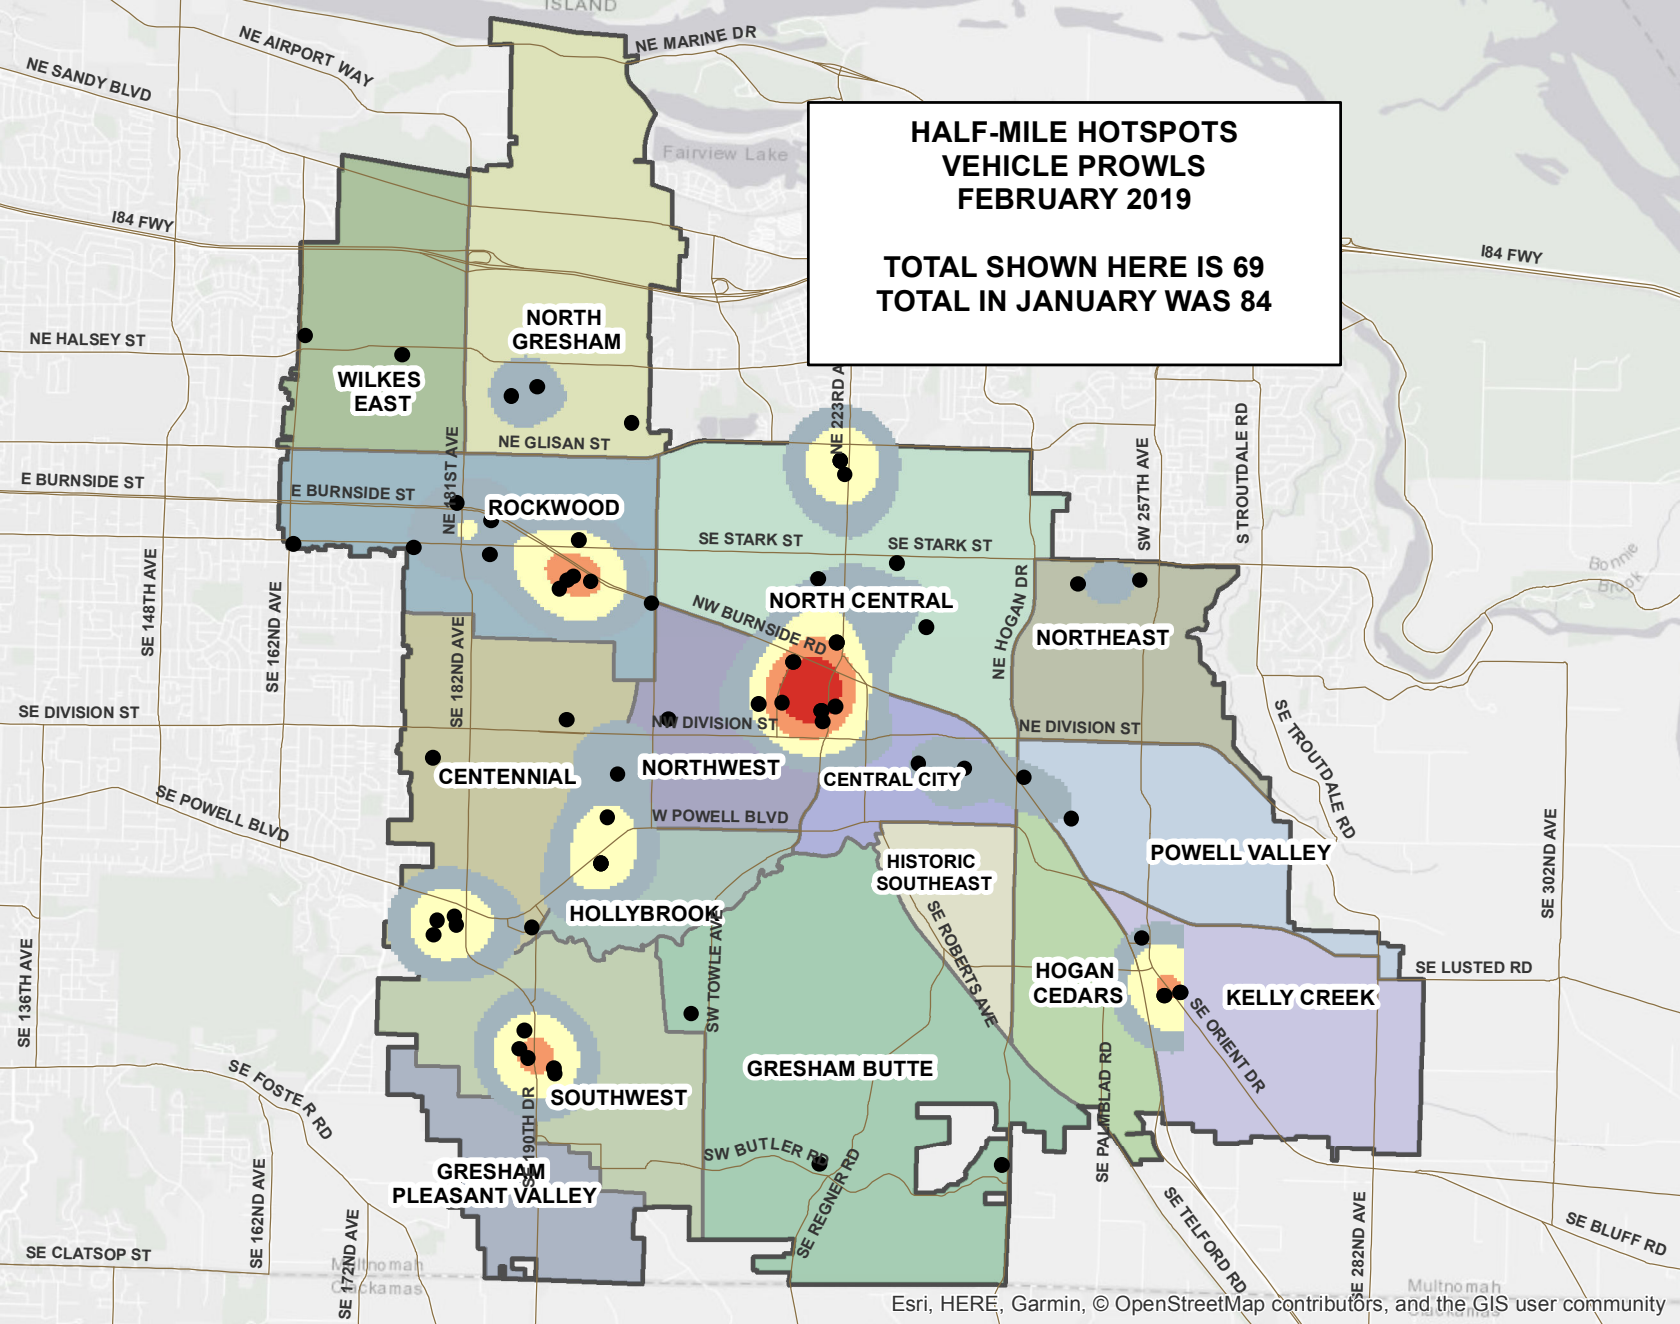 ISLAND
NE MARINE DR
NE AIRPORT WAY
NE SANDY BLVD
Fairview Lake
HALF-MILE HOTSPOTS
VEHICLE PROWLS
FEBRUARY 2019
TOTAL SHOWN HERE IS 69
TOTAL IN JANUARY WAS 84
I84 FWY
I84 FWY
NE HALSEY ST
NORTH
GRESHAM
WILKES
EAST
NE 223RD A
NE GLISAN ST
NE 181ST AVE
SW 257TH AVE
S TROUTDALE RD
E BURNSIDE ST
E BURNSIDE ST
ROCKWOOD
SE STARK ST
SE STARK ST
Bonnie
Brook
SE 148TH AVE
SE 162ND AVE
SE 182ND AVE
NORTH CENTRAL
NW BURNSIDE RD
NE HOGAN DR
NORTHEAST
SE DIVISION ST
NW DIVISION ST
NE DIVISION ST
SE TROUTDALE RD
CENTENNIAL
NORTHWEST
CENTRAL CITY
SE POWELL BLVD
W POWELL BLVD
POWELL VALLEY
HISTORIC
SOUTHEAST
SE 302ND AVE
HOLLYBROOK
SW TOWLE AVE
SE ROBERTS AVE
SE 136TH AVE
HOGAN
CEDARS
KELLY CREEK
SE LUSTED RD
SE ORIENT DR
SE FOSTER RD
GRESHAM BUTTE
SOUTHWEST
SE 190TH DR
SE PALMBLAD RD
SW BUTLER RD
SE REGNER RD
GRESHAM
PLEASANT VALLEY
SE 162ND AVE
SE 172ND AVE
SE TELFORD RD
SE 282ND AVE
SE BLUFF RD
SE CLATSOP ST
Multnomah
Clackamas
Multnomah
Clackamas
Esri, HERE, Garmin, © OpenStreetMap contributors, and the GIS user community